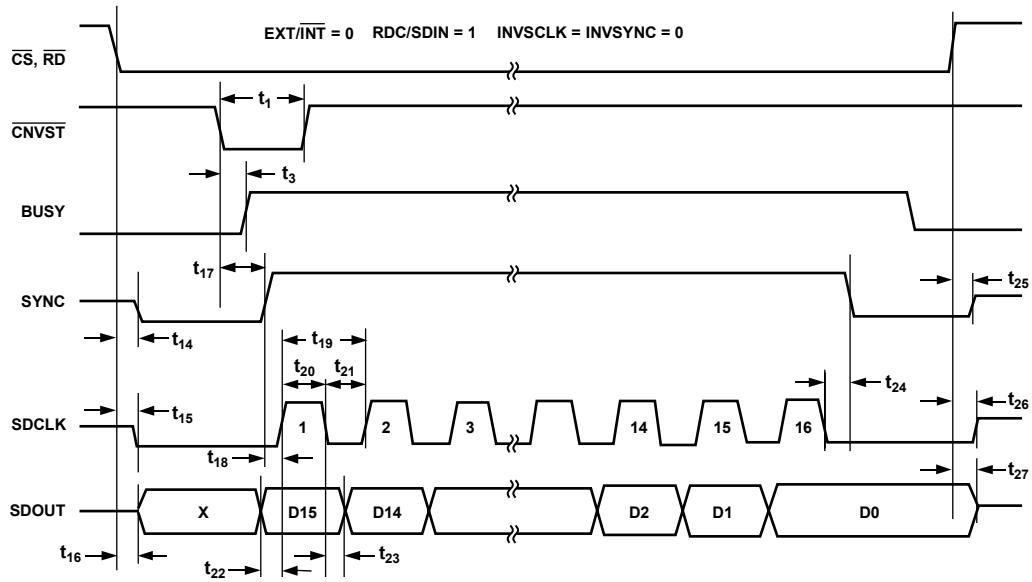 EXT/INT = 0 RDC/SDIN = 1 INVSCLK = INVSYNC = 0
CS, RD
t1
CNVST
t3
BUSY
t17
SYNC
t25
t14
t19
t20 t21
t24
t15
t26
SDCLK
1 2 3 14 15 16
t18
t27
SDOUT
X D15 D14 D2 D1 D0
t16
t22
t23